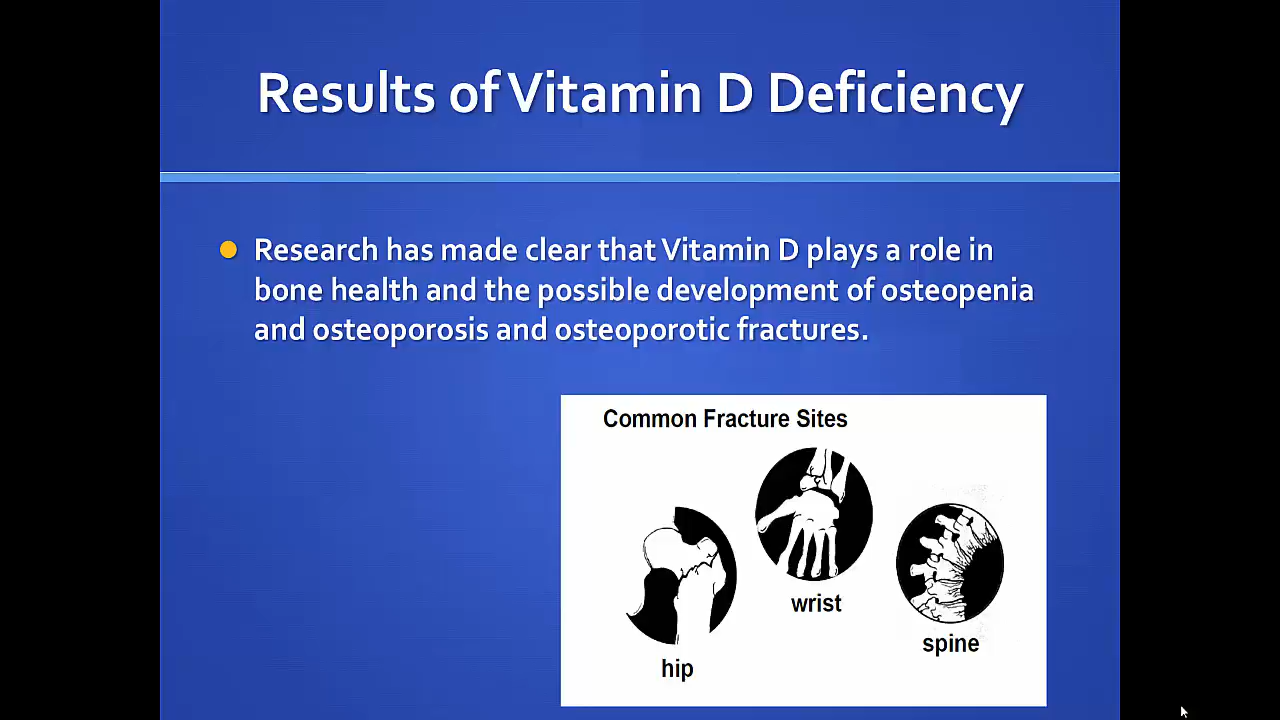 Results of Vitamin D Deficiency
Research has made clear that Vitamin D plays a role in
bone health and the possible development of osteopenia
and osteoporosis and osteoporotic fractures.
Common Fracture Sites
wrist
spine
hip